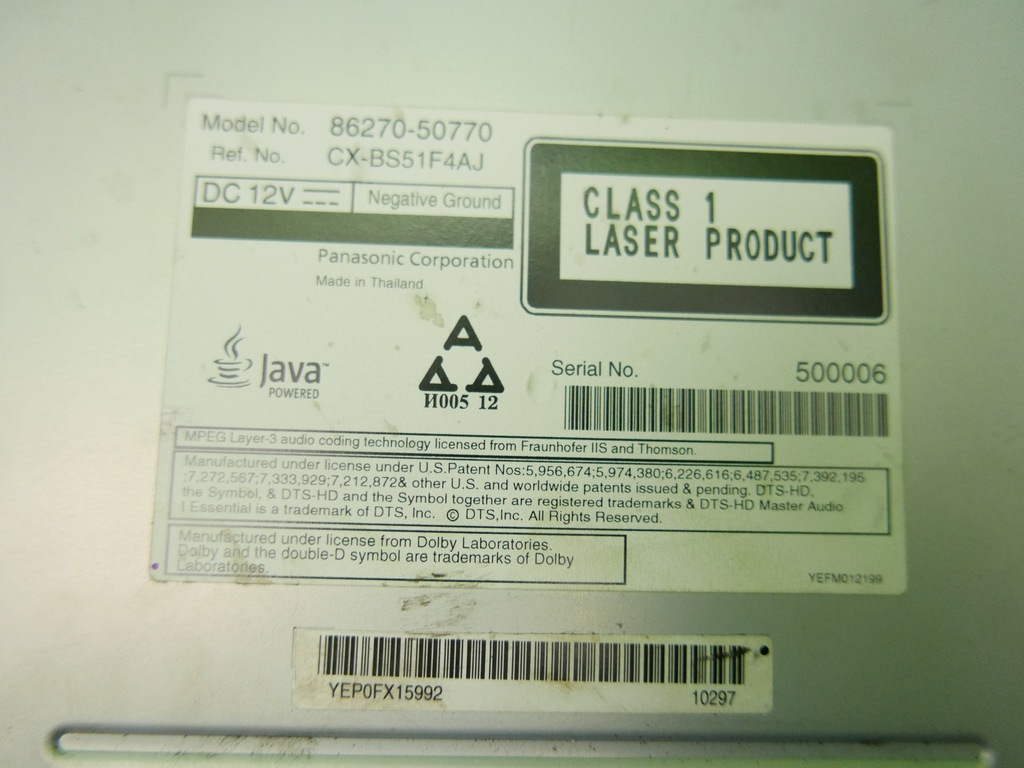 Model No. 86270-50770
Ref. No. CX-BS51F4AJ
DC 12V
Negative Ground
CLASS 1
LASER PRODUCT
Panasonic Corporation
Made in Thailand
Java™
POWERED
И005 12
Serial No. 500006
MPEG Layer-3 audio coding technology licensed from Fraunhofer IIS and Thomson.
Manufactured under license under U.S.Patent Nos:5,956,674;5,974,380;6,226,616;6,487,535;7,392,195
;7,272,567;7,333,929;7,212,872& other U.S. and worldwide patents issued & pending. DTS-HD,
the Symbol, & DTS-HD and the Symbol together are registered trademarks & DTS-HD Master Audio
| Essential is a trademark of DTS, Inc. © DTS,Inc. All Rights Reserved.
Manufactured under license from Dolby Laboratories.
Dolby and the double-D symbol are trademarks of Dolby
Laboratories.
YEFM012199
YEP0FX15992 10297